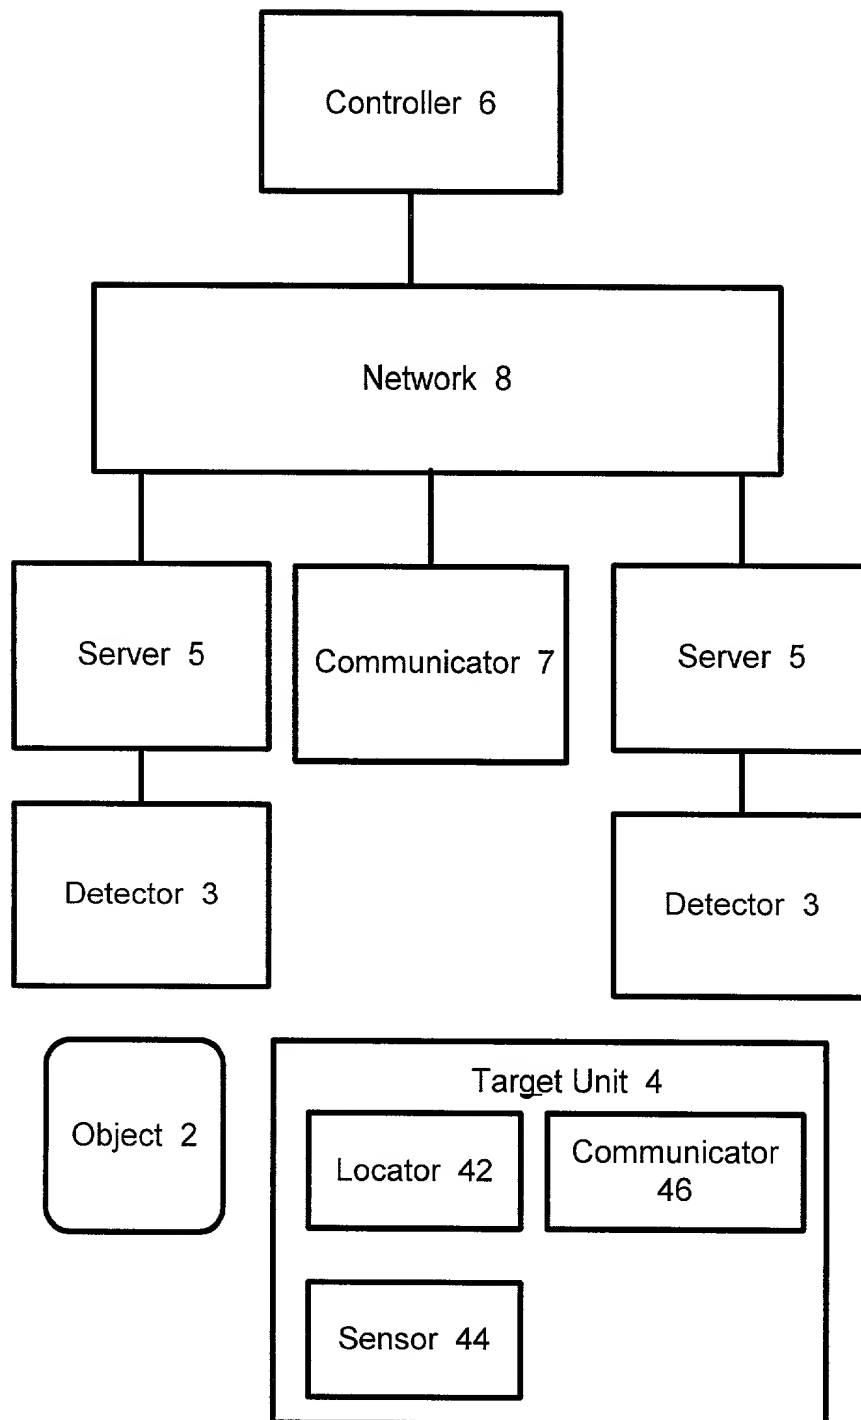 Controller 6
Network 8
Server 5
Communicator 7
Server 5
Detector 3
Detector 3
Object 2
Target Unit 4
Locator 42
Communicator
46
Sensor 44